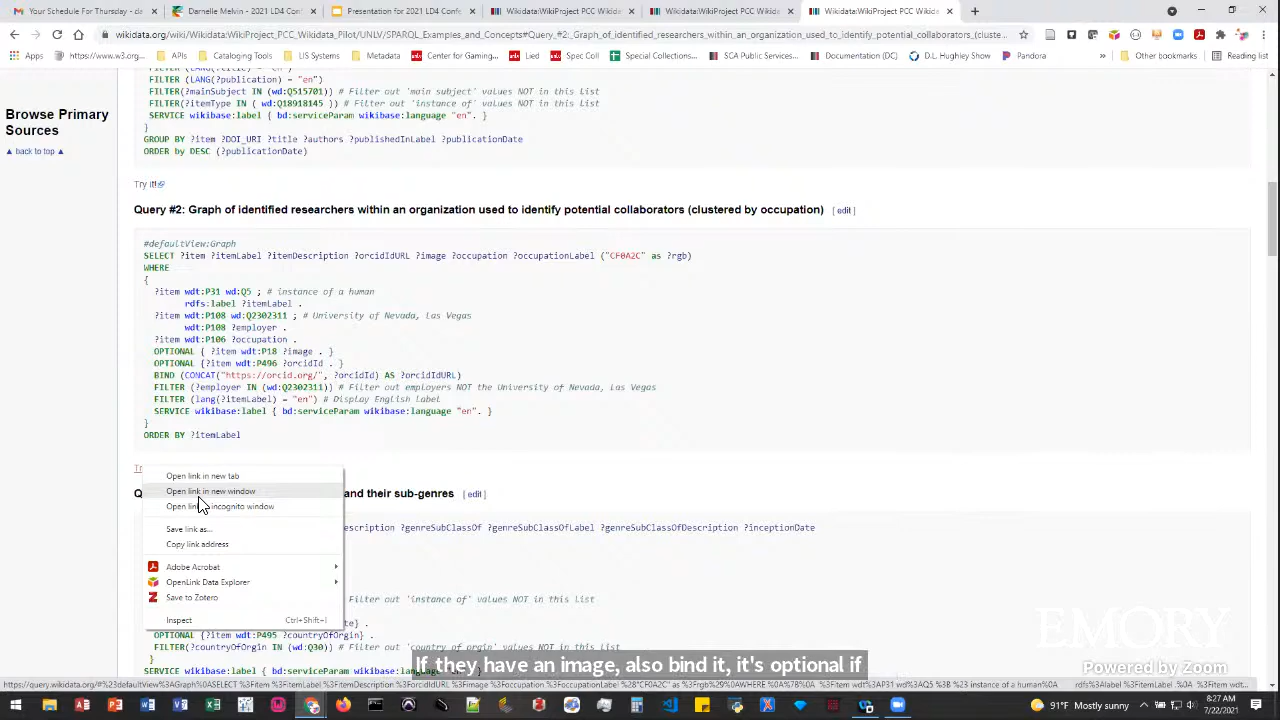 Your Schedule for Thursday - da
Darnelle Melvin - 2021 LD4 Conf
Presentation for 2021 LD4 Config
Wikidata:WikiProject PCC Wikid
Wikidata:WikiProject PCC Wikid
Wikidata:WikiProject PCC Wikid
wikidata.org/wiki/Wikidata:WikiProject_PCC_Wikidata_Pilot/UNLV/SPARQL_Examples_and_Concepts#Query_#2:_Graph_of_identified_researchers_within_an_organization_used_to_identify_potential_collaborators_(cluste...
Apps
https://www.w3.org...
APIs
Cataloging Tools
LS Systems
Metadata
Center for Gaming...
Lied
Spec Coll
Special Collections...
SCA Public Services...
Documentation (DC)
D.L. Hughley Show
Pandora
»
Other bookmarks
Reading list
Browse Primary
Sources
▲ back to top ▲
FILTER (LANG(?publication) = "en")
FILTER(?mainSubject IN (wd:Q515701)) # Filter out 'main subject' values NOT in this List
FILTER(?itemType IN ( wd:Q18918145 )) # Filter out 'instance of' values NOT in this List
SERVICE wikibase:label { bd:serviceParam wikibase:language "en". }
}
GROUP BY ?item ?DOI_URI ?title ?authors ?publishedInLabel ?publicationDate
ORDER by DESC (?publicationDate)
Try it!
Query #2: Graph of identified researchers within an organization used to identify potential collaborators (clustered by occupation) [ edit ]
#defaultView:Graph
SELECT ?item ?itemLabel ?itemDescription ?orcidIdURL ?image ?occupation ?occupationLabel ("CF0A2C" as ?rgb)
WHERE
{
?item wdt:P31 wd:Q5 ; # instance of a human
rdfs:label ?itemLabel .
?item wdt:P108 wd:Q2302311 ; # University of Nevada, Las Vegas
wdt:P108 ?employer .
?item wdt:P106 ?occupation .
OPTIONAL { ?item wdt:P18 ?image . }
OPTIONAL {?item wdt:P496 ?orcidId . }
BIND (CONCAT("https://orcid.org/", ?orcidId) AS ?orcidIdURL)
FILTER (?employer IN (wd:Q2302311)) # Filter out employers NOT the University of Nevada, Las Vegas
FILTER (lang(?itemLabel) = "en") # Display English label
SERVICE wikibase:label { bd:serviceParam wikibase:language "en". }
}
ORDER BY ?itemLabel
Tr
Open link in new tab
Open link in new window
Open link in incognito window
Save link as...
Copy link address
Adobe Acrobat
OpenLink Data Explorer
Save to Zotero
Inspect Ctrl+Shift+I
Q and their sub-genres [ edit ]
escription ?genreSubClassOf ?genreSubClassOfLabel ?genreSubClassOfDescription ?inceptionDate
Filter out 'instance of' values NOT in this List
OPTIONAL {?item wdt:P495 ?countryOfOrgin} .
FILTER(?countryOfOrgin IN (wd:Q30)) # Filter out 'country of orgin' values NOT in this List
}
SERVICE wikibase:label { bd:serviceParam wikibase:language "en". }
If they have an image, also bind it, it's optional if
EMORY
Powered by Zoom
91°F Mostly sunny
8:27 AM
7/22/2021